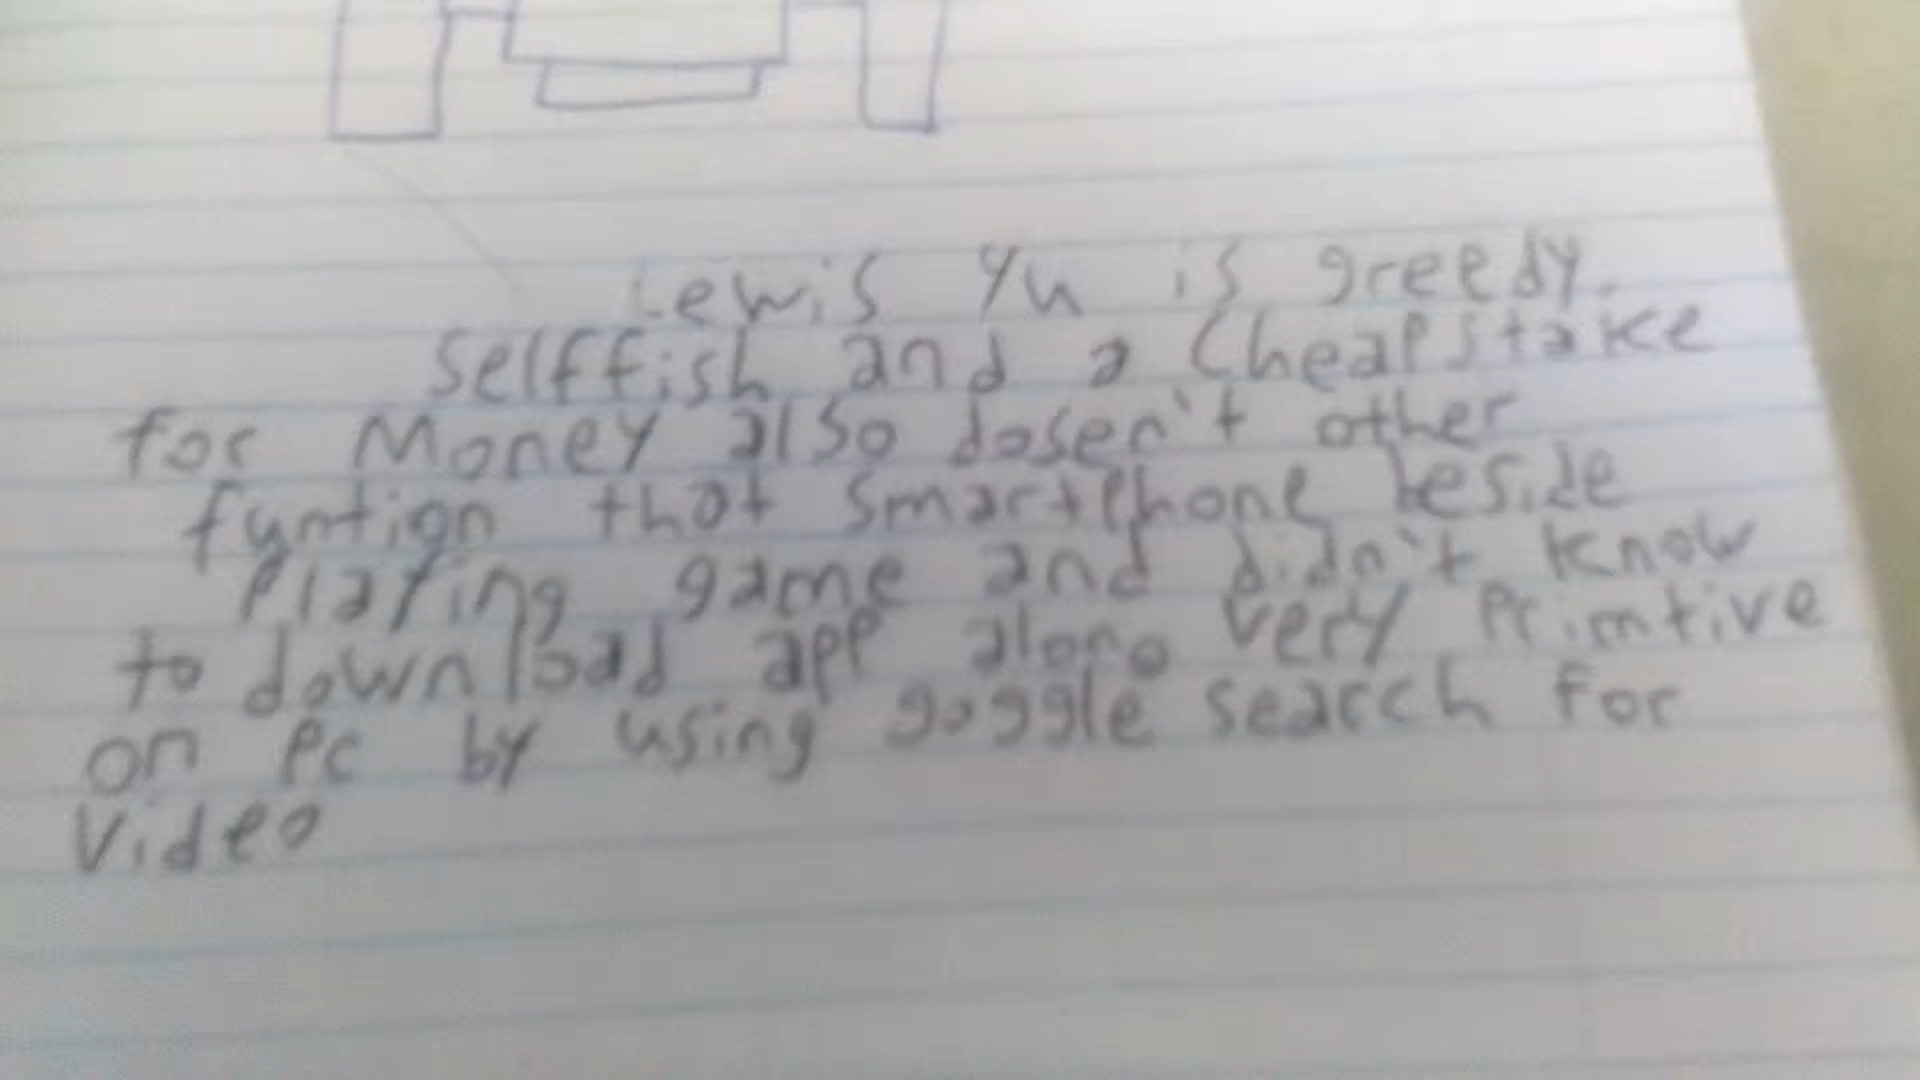 Lewis Yu is greedy.
Selffish and a Cheapstake
for Money also dosen't other
fyntion that smartphone beside
Playing game and didn't know
to download app alone very Primtive
on Pc by using goggle search for
Video